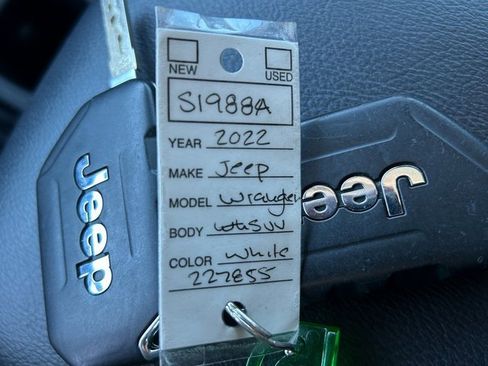 NEW USED
S1988A
YEAR 2022
MAKE Jeep
MODEL Wrangler
BODY
COLOR White
227855
Jeep
Jeep